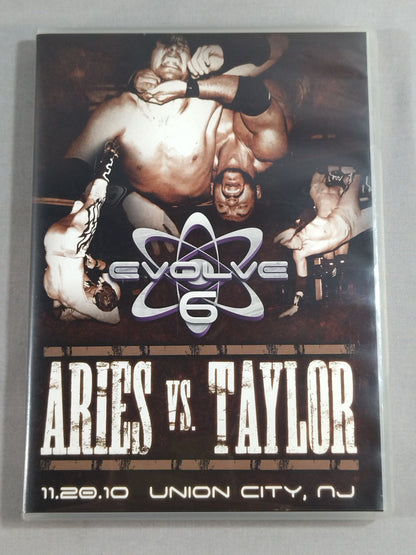 EVOLVE
6
ARIES VS. TAYLOR
11.20.10 UNION CITY, NJ